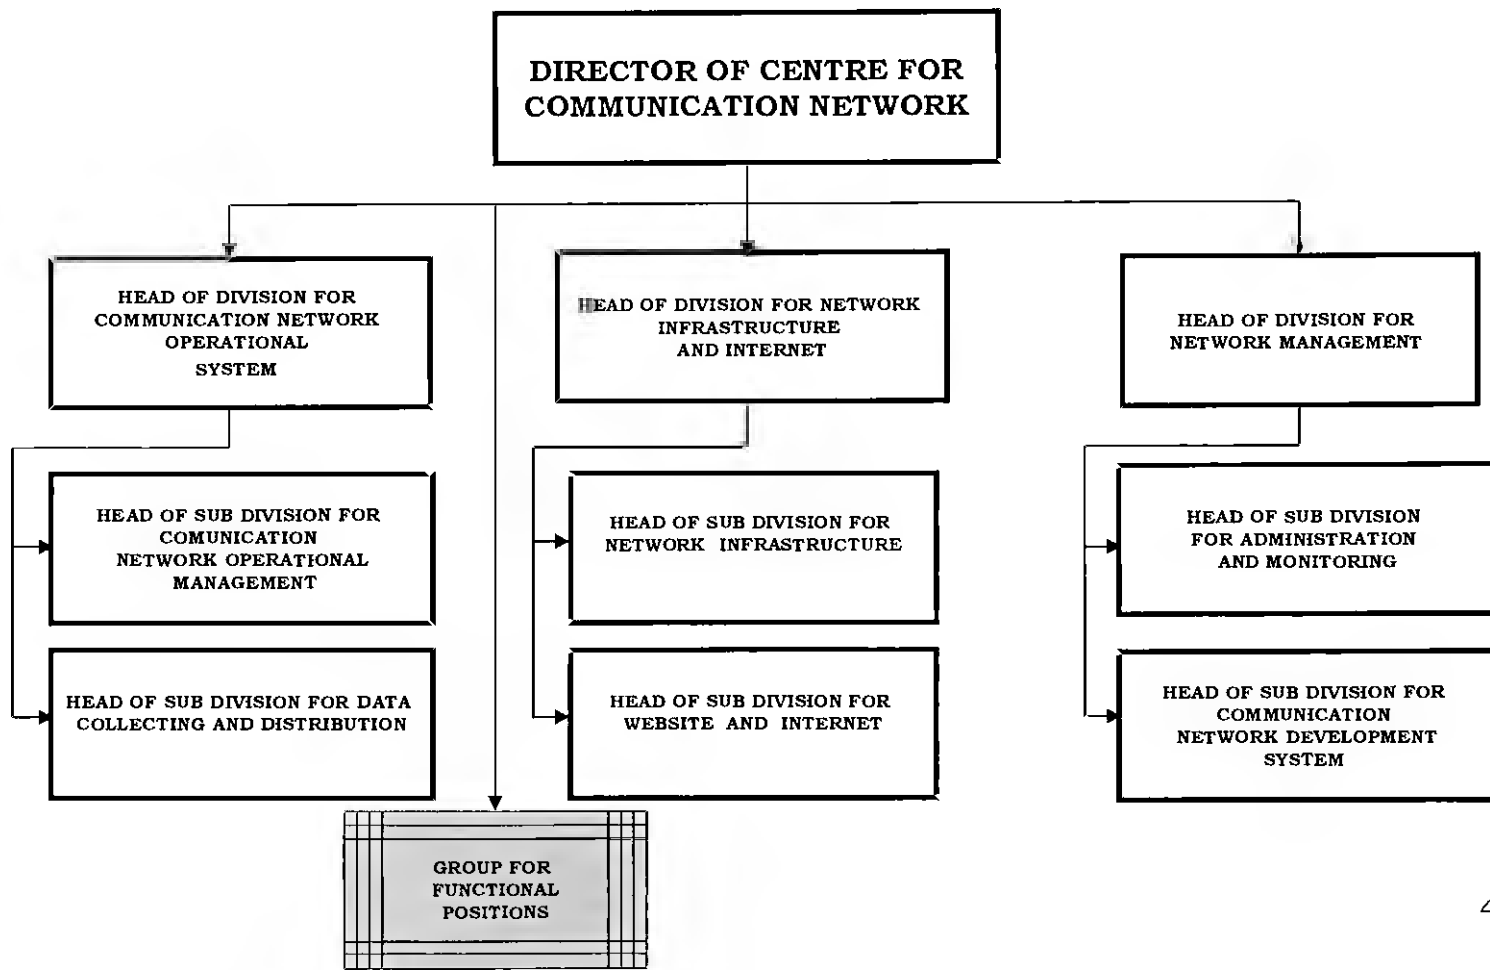 DIRECTOR OF CENTRE FOR
COMMUNICATION NETWORK
HEAD OF DIVISION FOR
COMMUNICATION NETWORK
OPERATIONAL
SYSTEM
HEAD OF DIVISION FOR NETWORK
INFRASTRUCTURE
AND INTERNET
HEAD OF DIVISION FOR
NETWORK MANAGEMENT
HEAD OF SUB DIVISION FOR
COMUNICATION
NETWORK OPERATIONAL
MANAGEMENT
HEAD OF SUB DIVISION FOR
NETWORK INFRASTRUCTURE
HEAD OF SUB DIVISION
FOR ADMINISTRATION
AND MONITORING
HEAD OF SUB DIVISION FOR DATA
COLLECTING AND DISTRIBUTION
HEAD OF SUB DIVISION FOR
WEBSITE AND INTERNET
HEAD OF SUB DIVISION FOR
COMMUNICATION
NETWORK DEVELOPMENT
SYSTEM
GROUP FOR
FUNCTIONAL
POSITIONS